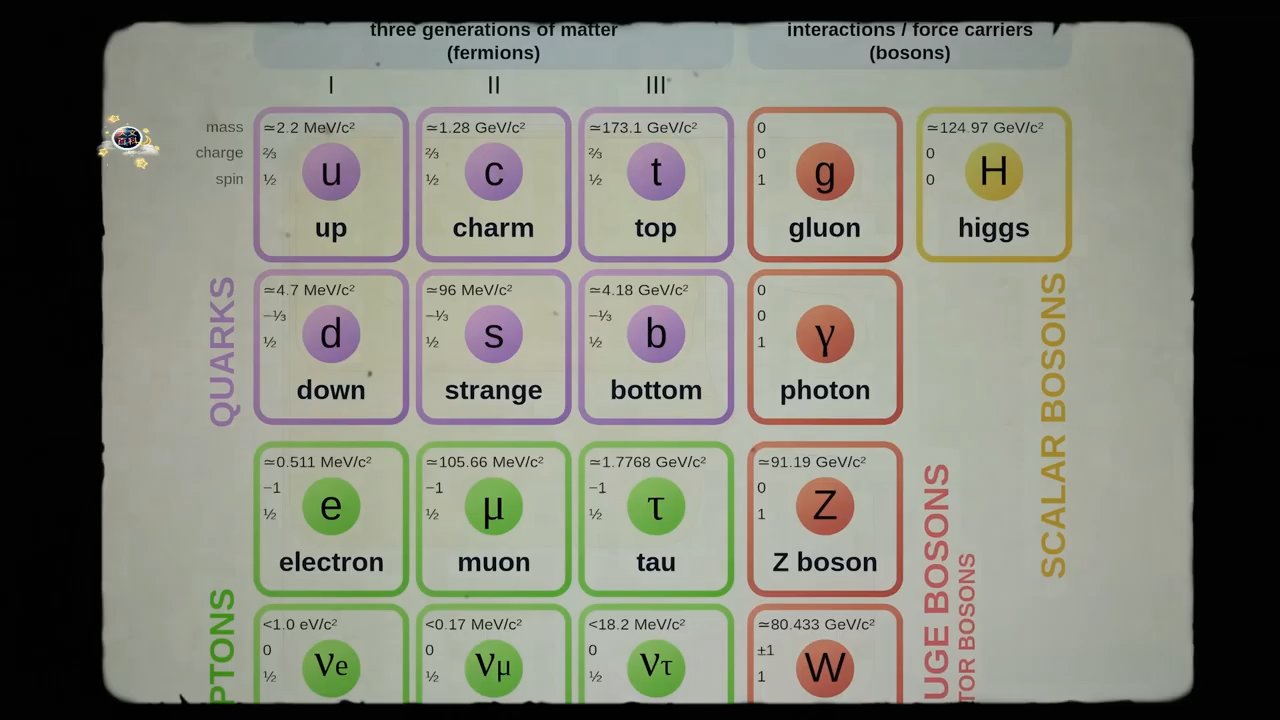 three generations of matter
(fermions)
interactions / force carriers
(bosons)
I
II
III
mass
charge
spin
≃2.2 MeV/c²
⅔
½
u
up
≃1.28 GeV/c²
⅔
½
c
charm
≃173.1 GeV/c²
⅔
½
t
top
0
0
1
g
gluon
≃124.97 GeV/c²
0
0
H
higgs
QUARKS
≃4.7 MeV/c²
−⅓
½
d
down
≃96 MeV/c²
−⅓
½
s
strange
≃4.18 GeV/c²
−⅓
½
b
bottom
0
0
1
γ
photon
SCALAR BOSONS
≃0.511 MeV/c²
−1
½
e
electron
≃105.66 MeV/c²
−1
½
μ
muon
≃1.7768 GeV/c²
−1
½
τ
tau
≃91.19 GeV/c²
0
1
Z
Z boson
PTONS
<1.0 eV/c²
0
½
νe
<0.17 MeV/c²
0
½
νμ
<18.2 MeV/c²
0
½
ντ
≃80.433 GeV/c²
±1
1
W
UGE BOSONS
TOR BOSONS